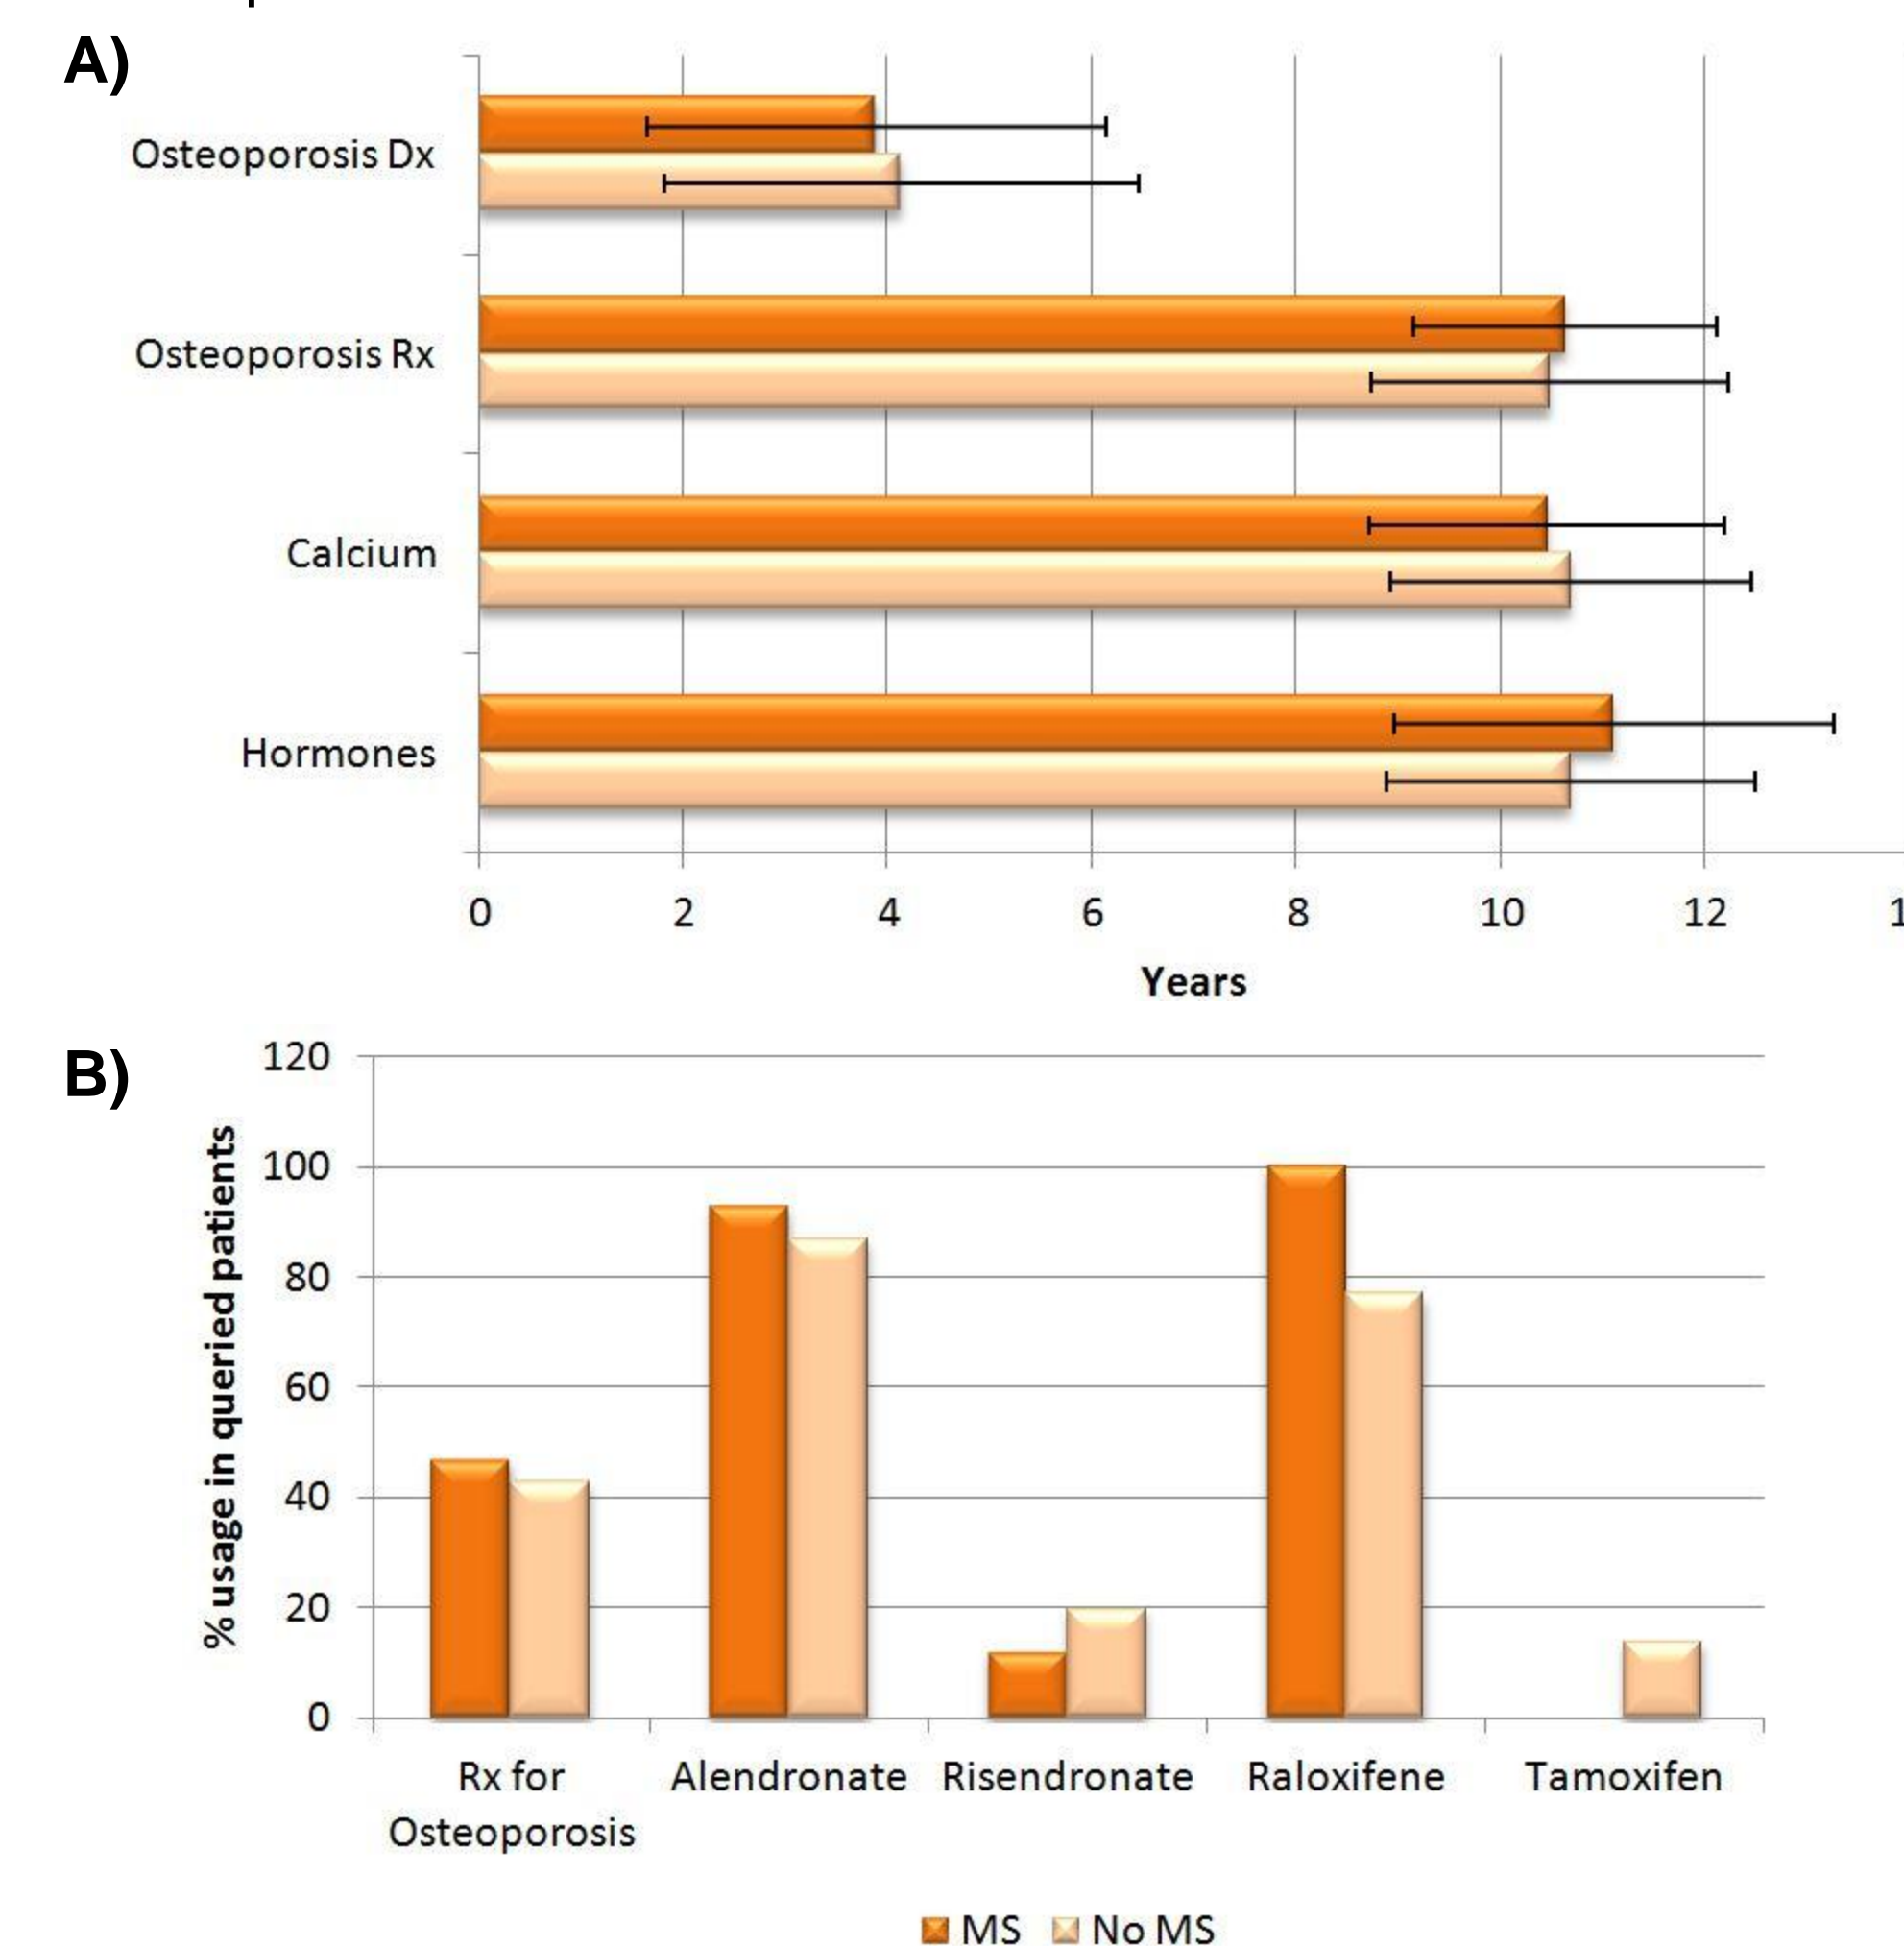 A)
Osteoporosis Dx
Osteoporosis Rx
Calcium
Hormones
0 2 4 6 8 10 12
Years
B)
% usage in queried patients
120
100
80
60
40
20
0
Rx for Osteoporosis
Alendronate
Risendronate
Raloxifene
Tamoxifen
MS No MS